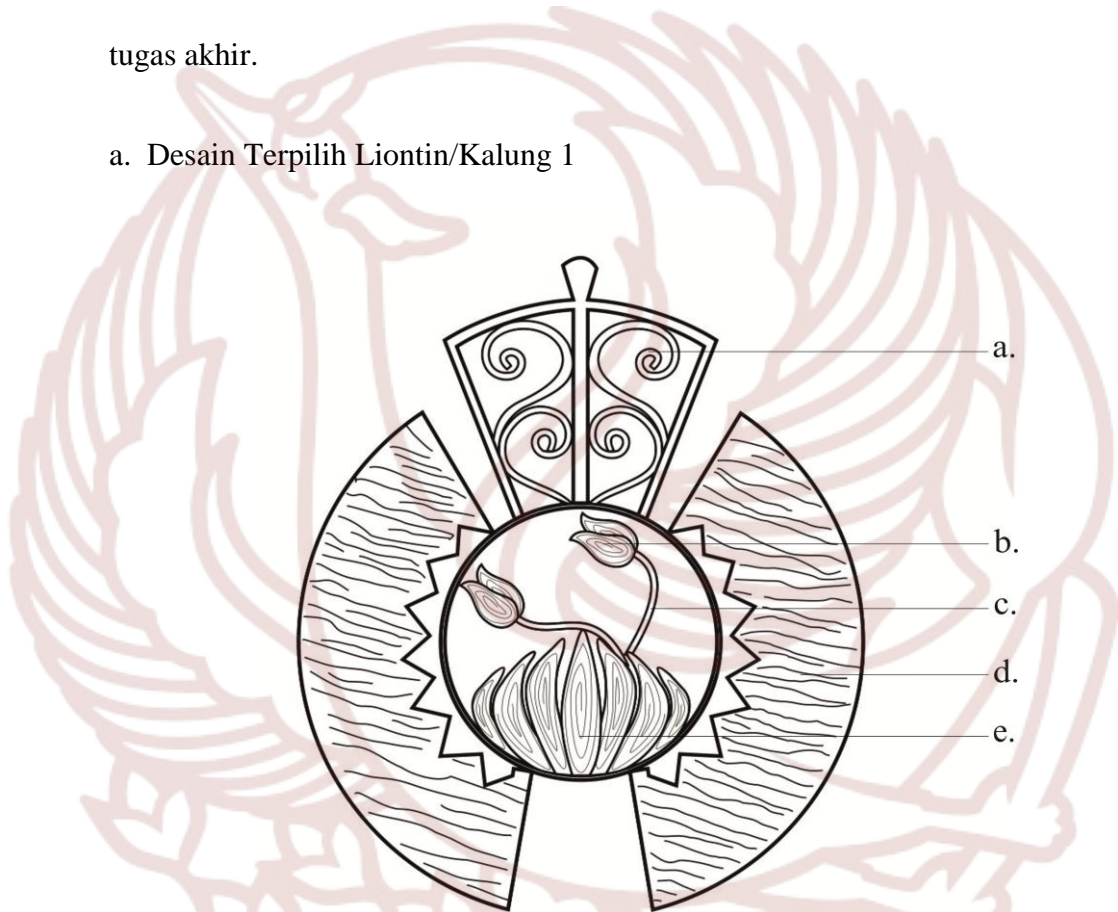 tugas akhir.
a. Desain Terpilih Liontin/Kalung 1
a.
b.
c.
d.
e.